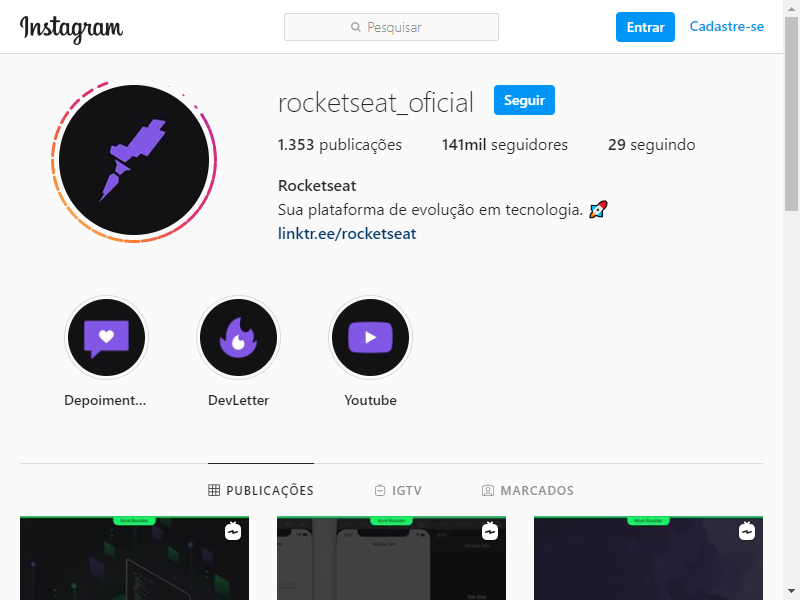 Instagram
Pesquisar
Entrar
Cadastre-se
rocketseat_oficial
Seguir
1.353 publicações 141mil seguidores 29 seguindo
Rocketseat
Sua plataforma de evolução em tecnologia. 🚀
linktr.ee/rocketseat
Depoiment... DevLetter Youtube
PUBLICAÇÕES IGTV MARCADOS
Nível Booster Nível Booster Nível Booster